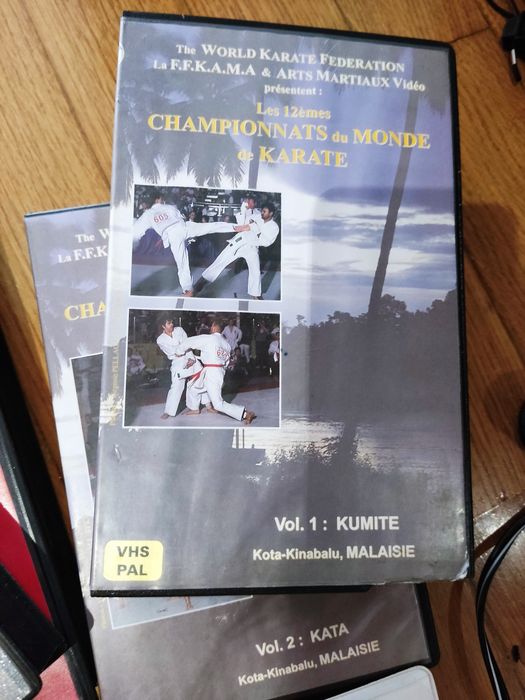 The WORLD KARATE FEDERATION
La F.F.K.A.M.A & ARTS MARTIAUX Vidéo
présentent :
Les 12èmes
CHAMPIONNATS du MONDE
de KARATE
605
Vol. 1 : KUMITE
Kota-Kinabalu, MALAISIE
VHS
PAL
The W
La F.F.K
CHA
Vol. 2 : KATA
Kota-Kinabalu, MALAISIE